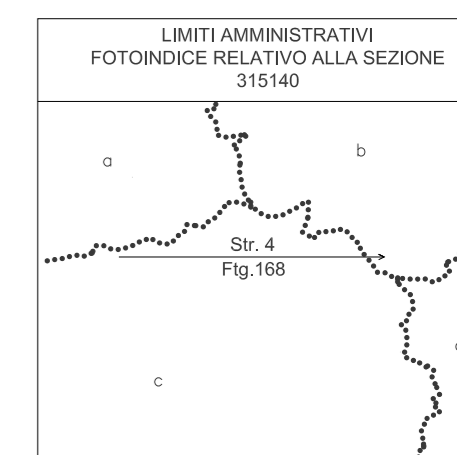 LIMITI AMMINISTRATIVI
FOTOINDICE RELATIVO ALLA SEZIONE
315140
a
b
Str. 4
Ftg.168
c